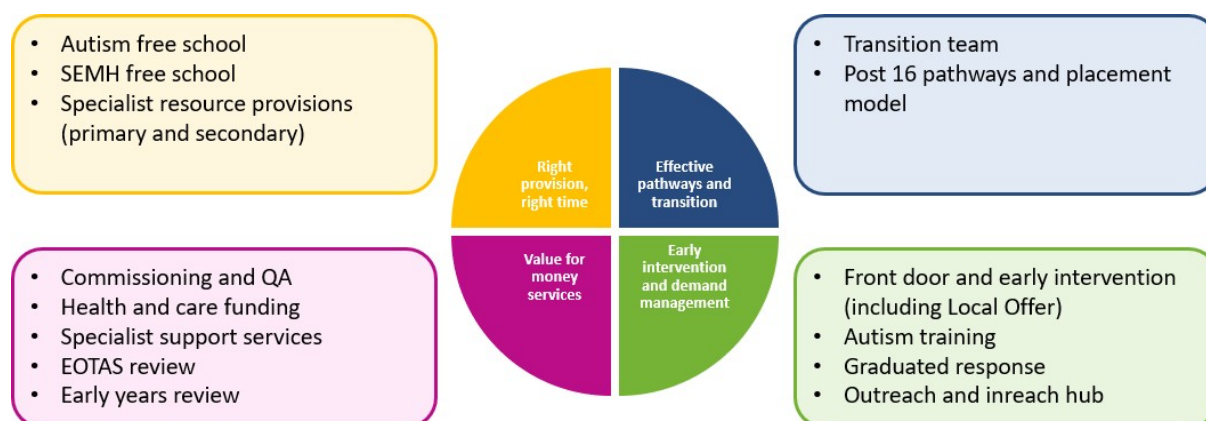 • Autism free school
• SEMH free school
• Specialist resource provisions
(primary and secondary)
Right
provision,
right time
Effective
pathways and
transition
• Transition team
• Post 16 pathways and placement
model
• Commissioning and QA
• Health and care funding
• Specialist support services
• EOTAS review
• Early years review
Value for
money
services
Early
intervention
and demand
management
• Front door and early intervention
(including Local Offer)
• Autism training
• Graduated response
• Outreach and inreach hub